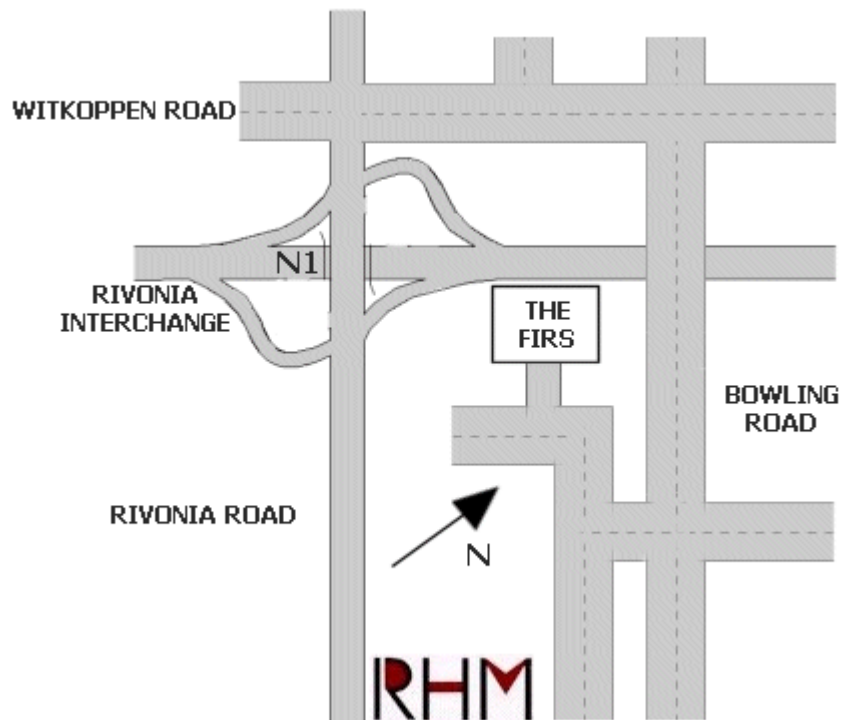 WITKOPPEN ROAD
N1
RIVONIA
INTERCHANGE
THE
FIRS
BOWLING
ROAD
RIVONIA ROAD
N
RHM